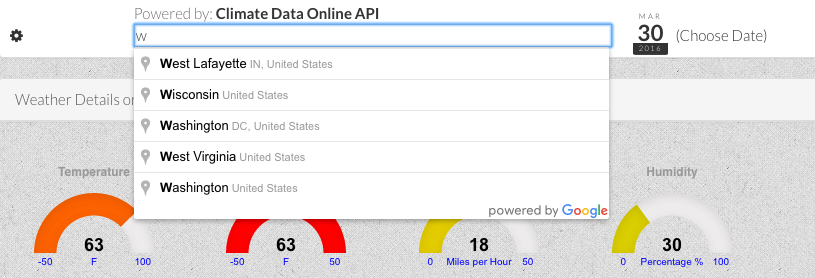 Powered by: Climate Data Online API
w
MAR
30
2016
(Choose Date)
West Lafayette IN, United States
Wisconsin United States
Washington DC, United States
West Virginia United States
Washington United States
powered by Google
Weather Details
Temperature
Humidity
63
-50 F 100
63
-50 F 50
18
0 Miles per Hour 50
30
0 Percentage % 100